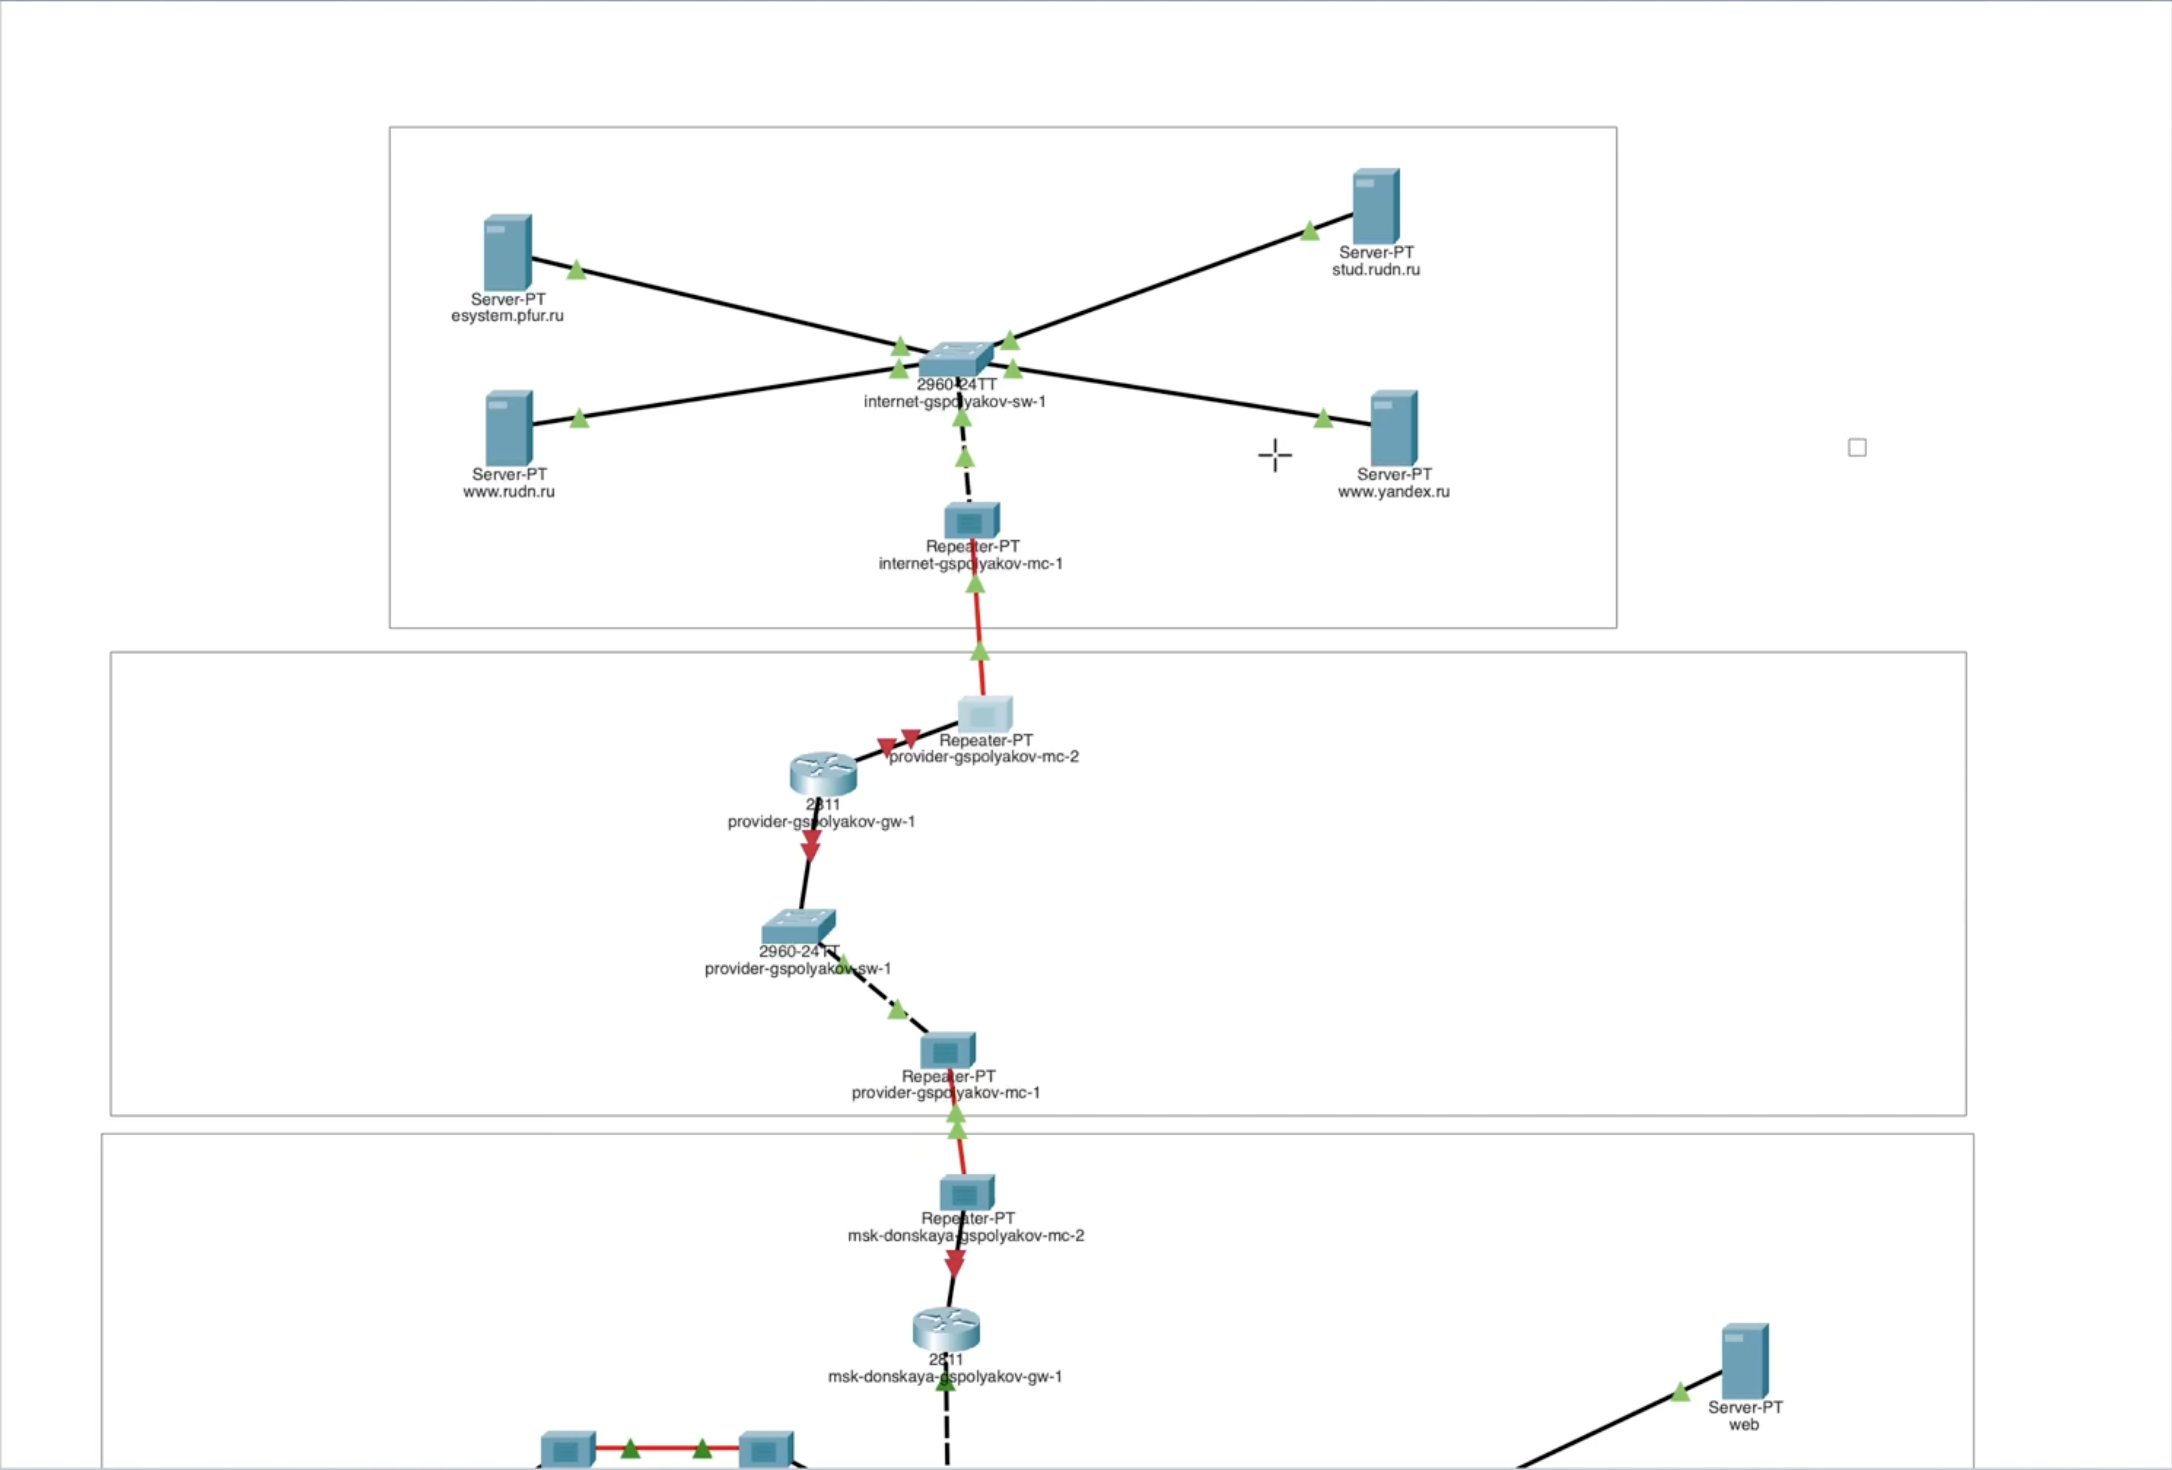 Server-PT
stud.rudn.ru
Server-PT
esystem.pfur.ru
2960-24TT
internet-gspolyakov-sw-1
Server-PT
www.rudn.ru
Server-PT
www.yandex.ru
Repeater-PT
internet-gspolyakov-mc-1
Repeater-PT
provider-gspolyakov-mc-2
2811
provider-gspolyakov-gw-1
2960-24TT
provider-gspolyakov-sw-1
Repeater-PT
provider-gspolyakov-mc-1
Repeater-PT
msk-donskaya-gspolyakov-mc-2
2811
msk-donskaya-gspolyakov-gw-1
Server-PT
web